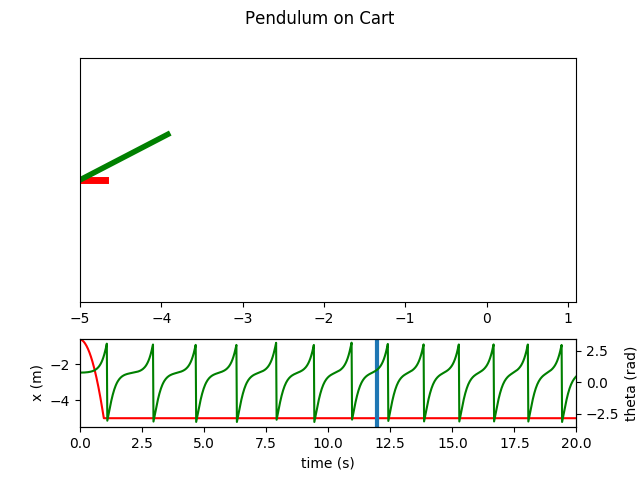 Pendulum on Cart
−5 −4 −3 −2 −1 0 1
−2
−4
x (m)
2.5
0.0
−2.5
theta (rad)
0.0 2.5 5.0 7.5 10.0 12.5 15.0 17.5 20.0
time (s)